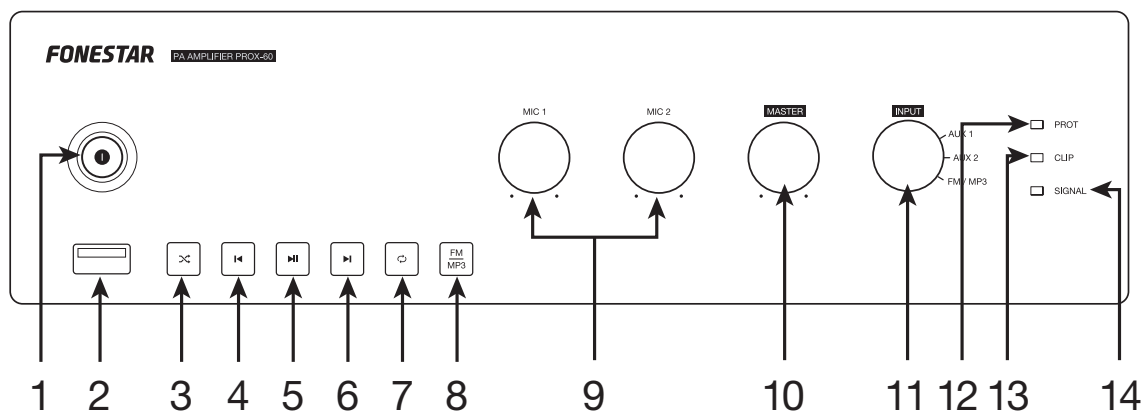 FONESTAR PA AMPLIFIER PROX-60
MIC 1 MIC 2 MASTER INPUT
AUX 1
AUX 2
FM / MP3
PROT
CLIP
SIGNAL
FM
MP3
1 2 3 4 5 6 7 8 9 10 11 12 13 14